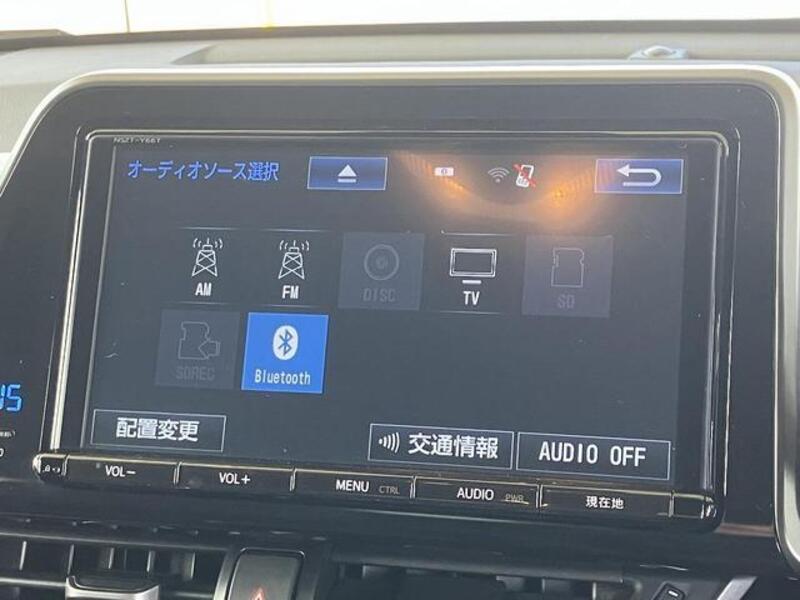 NSZT-Y66T
オーディオソース選択
AM
FM
DISC
TV
SD
SDREC
Bluetooth
配置変更
交通情報
AUDIO OFF
VOL−
VOL+
MENU CTRL
AUDIO PWR
現在地